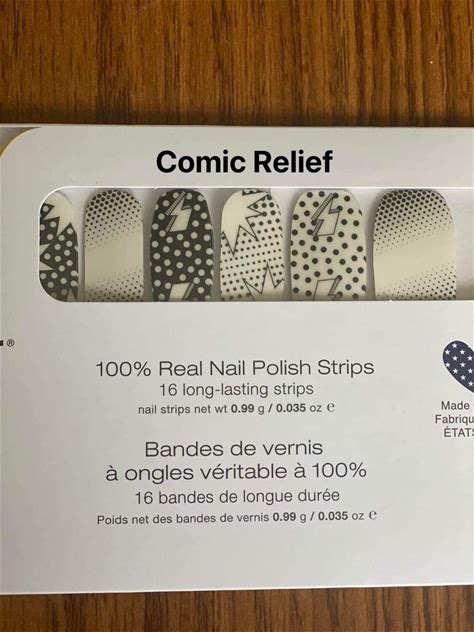 Comic Relief
®
100% Real Nail Polish Strips
16 long-lasting strips
nail strips net wt 0.99 g / 0.035 oz e
Made
Fabriqu
ÉTATS
Bandes de vernis
à ongles véritable à 100%
16 bandes de longue durée
Poids net des bandes de vernis 0.99 g / 0.035 oz e